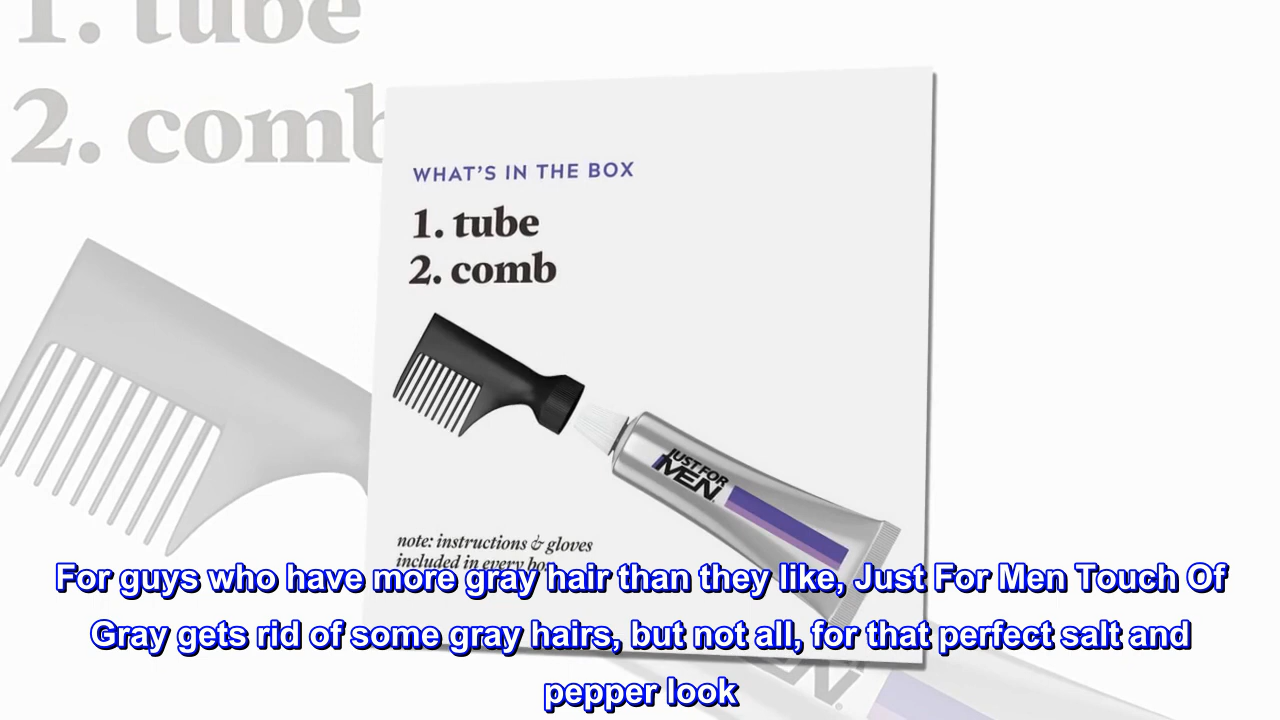 1. tube
2. comb
WHAT'S IN THE BOX
1. tube
2. comb
JUST FOR
MEN
note: instructions & gloves
included in every box
For guys who have more gray hair than they like, Just For Men Touch Of
Gray gets rid of some gray hairs, but not all, for that perfect salt and
pepper look